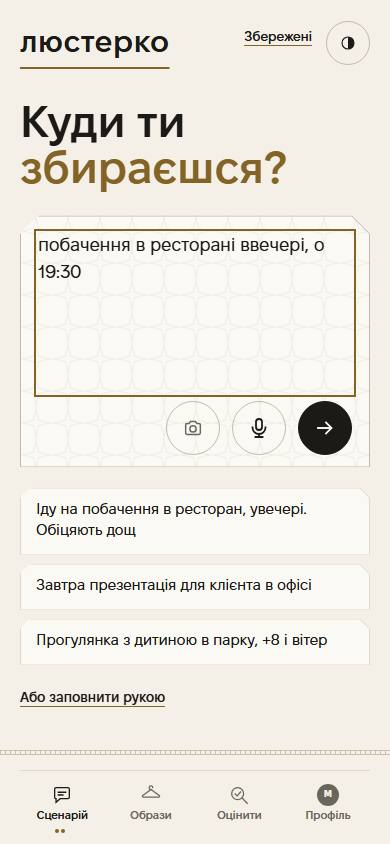 люстерко
Збережені
Куди ти
збираєшся?
побачення в ресторані ввечері, о
19:30
Іду на побачення в ресторан, увечері.
Обіцяють дощ
Завтра презентація для клієнта в офісі
Прогулянка з дитиною в парку, +8 і вітер
Або заповнити рукою
Сценарій
Образи
Оцінити
М
Профіль